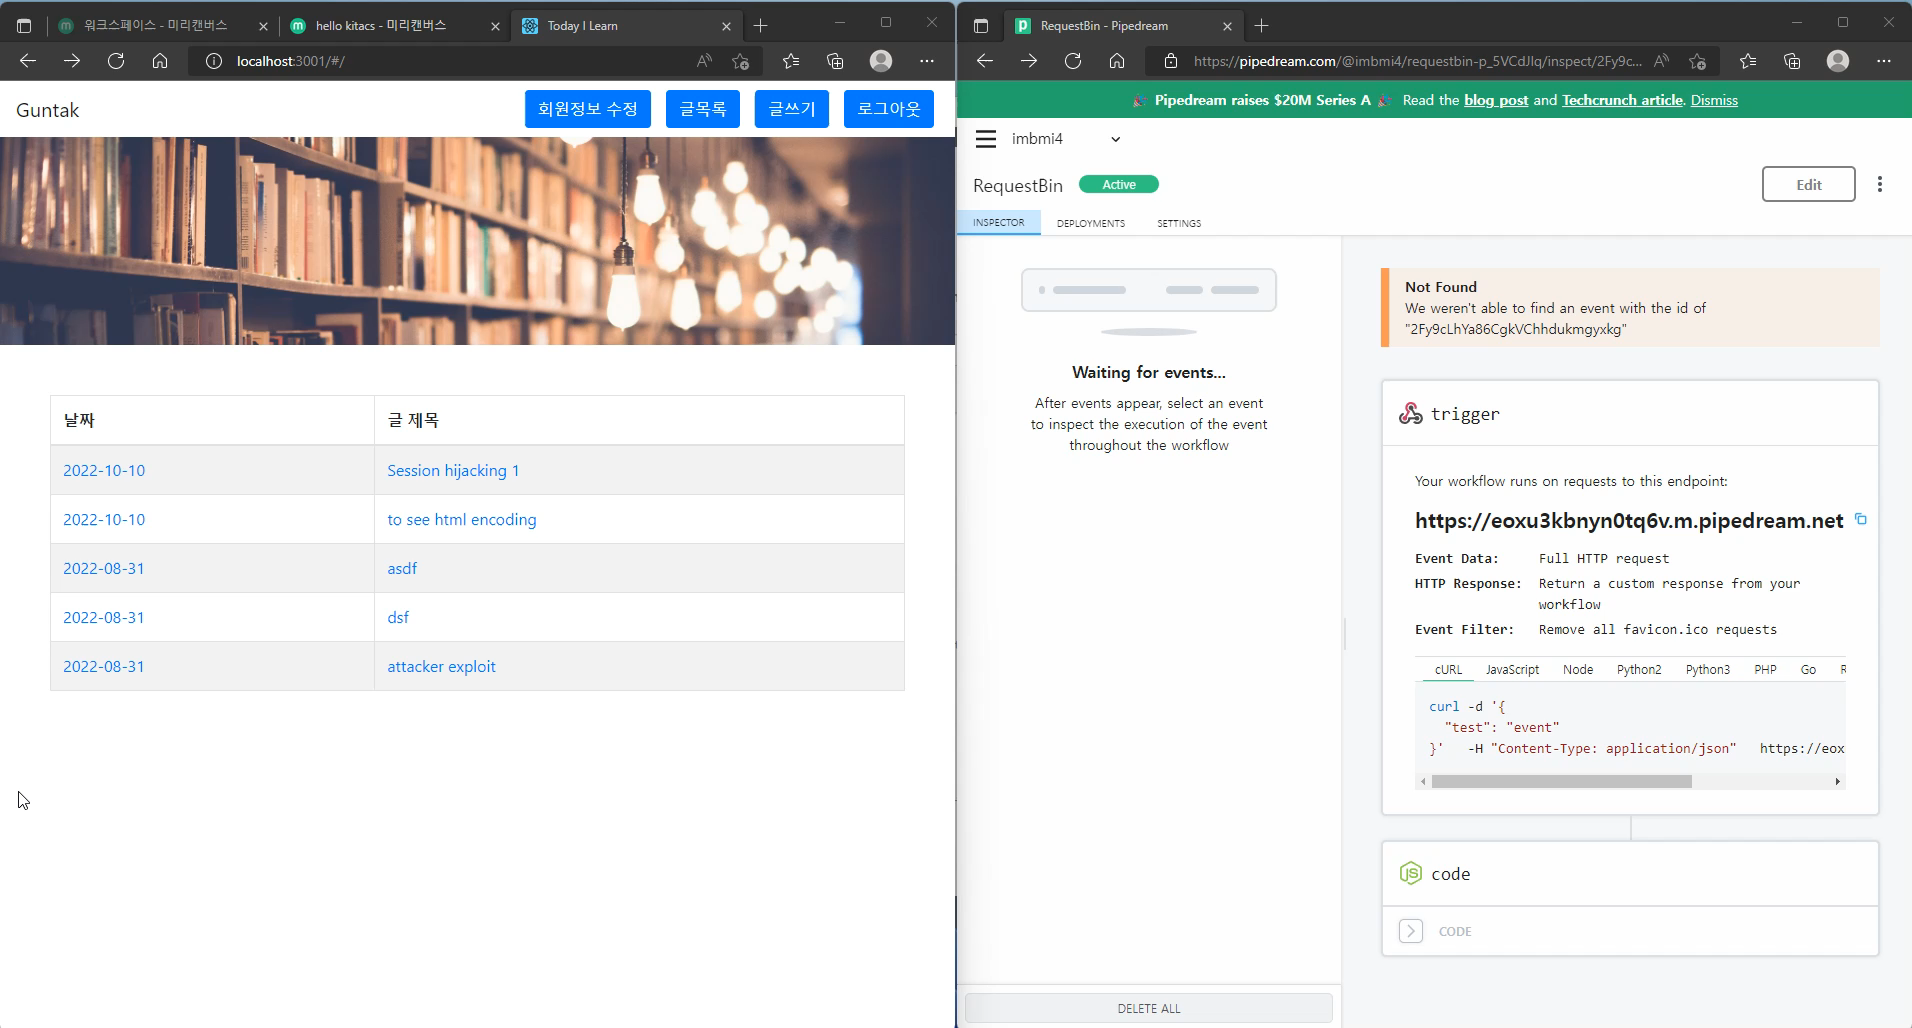 워크스페이스 - 미리캔버스
hello kitacs - 미리캔버스
Today I Learn
localhost:3001/#/
Guntak
회원정보 수정
글목록
글쓰기
로그아웃
날짜 글 제목
2022-10-10 Session hijacking 1
2022-10-10 to see html encoding
2022-08-31 asdf
2022-08-31 dsf
2022-08-31 attacker exploit
RequestBin - Pipedream
https://pipedream.com/@imbmi4/requestbin-p_5VCdJIq/inspect/2Fy9c...
Pipedream raises $20M Series A Read the blog post and Techcrunch article. Dismiss
imbmi4
RequestBin Active
Edit
INSPECTOR DEPLOYMENTS SETTINGS
Waiting for events...
After events appear, select an event
to inspect the execution of the event
throughout the workflow
DELETE ALL
Not Found
We weren't able to find an event with the id of
"2Fy9cLhYa86CgkVChhdukmgyxkg"
trigger
Your workflow runs on requests to this endpoint:
https://eoxu3kbnyn0tq6v.m.pipedream.net
Event Data: Full HTTP request
HTTP Response: Return a custom response from your
workflow
Event Filter: Remove all favicon.ico requests
cURL JavaScript Node Python2 Python3 PHP Go R
curl -d '{
"test": "event"
}' -H "Content-Type: application/json" https://eox
code
CODE